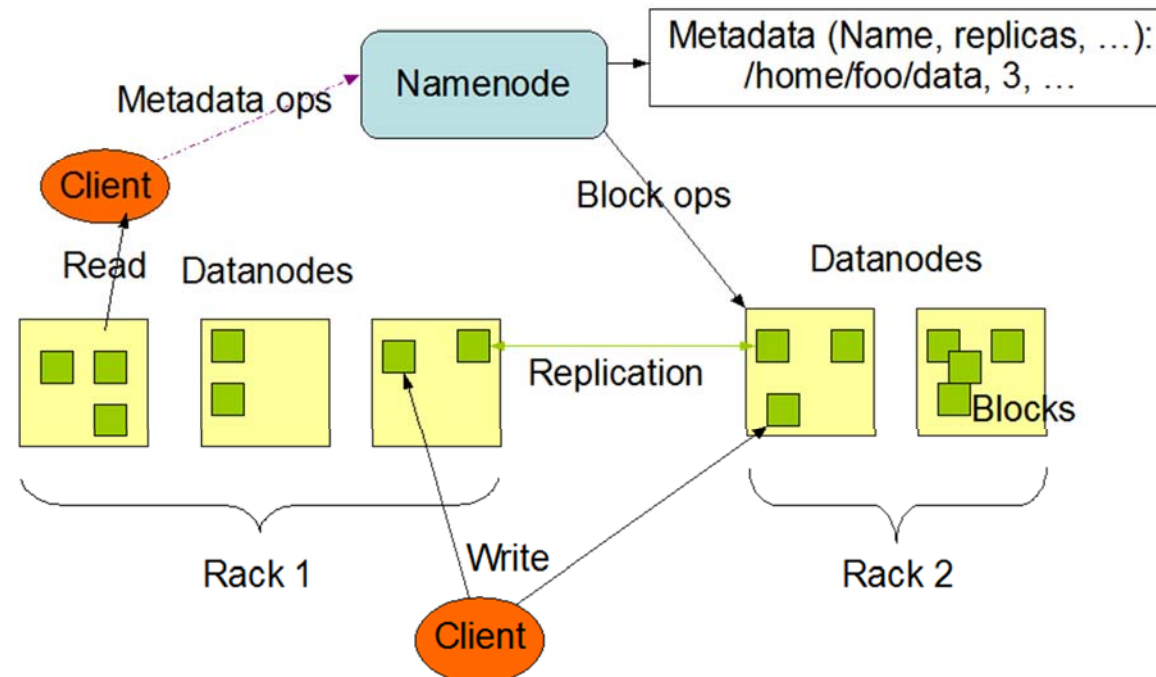 Metadata (Name, replicas, …):
/home/foo/data, 3, …
Namenode
Metadata ops
Client
Block ops
Read
Datanodes
Datanodes
Replication
Blocks
Rack 1
Write
Rack 2
Client